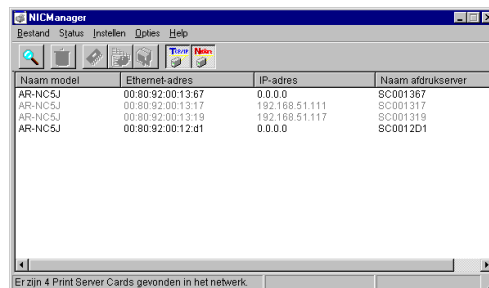 NICManager
Bestand Status Instellen Opties Help
TCP/IP NetWare
Naam model Ethernet-adres IP-adres Naam afdrukserver
AR-NC5J 00:80:92:00:13:67 0.0.0.0 SC001367
AR-NC5J 00:80:92:00:13:17 192.168.51.111 SC001317
AR-NC5J 00:80:92:00:13:19 192.168.51.117 SC001319
AR-NC5J 00:80:92:00:12:d1 0.0.0.0 SC0012D1
Er zijn 4 Print Server Cards gevonden in het netwerk.